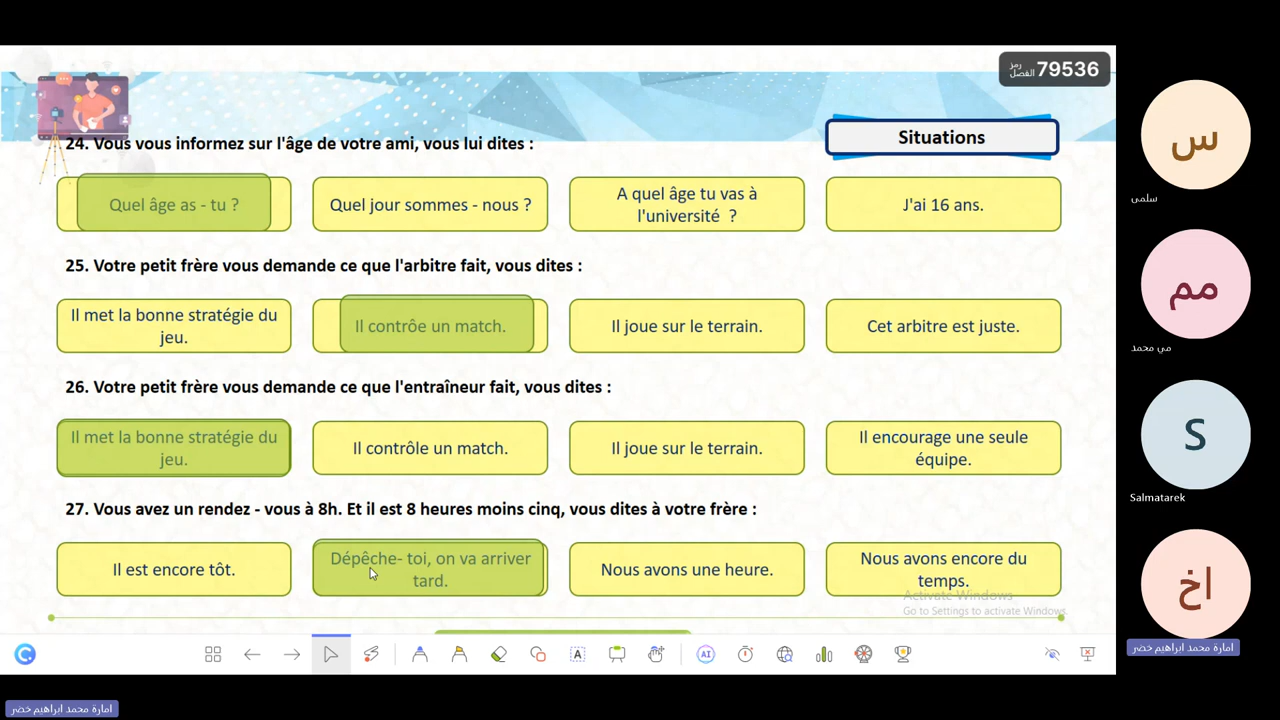 رمز
الفصل
79536
Situations
24. Vous vous informez sur l'âge de votre ami, vous lui dites :
Quel âge as - tu ?
Quel jour sommes - nous ?
A quel âge tu vas à
l'université ?
J'ai 16 ans.
25. Votre petit frère vous demande ce que l'arbitre fait, vous dites :
Il met la bonne stratégie du
jeu.
Il contrôe un match.
Il joue sur le terrain.
Cet arbitre est juste.
26. Votre petit frère vous demande ce que l'entraîneur fait, vous dites :
Il met la bonne stratégie du
jeu.
Il contrôle un match.
Il joue sur le terrain.
Il encourage une seule
équipe.
27. Vous avez un rendez - vous à 8h. Et il est 8 heures moins cinq, vous dites à votre frère :
Il est encore tôt.
Dépêche- toi, on va arriver
tard.
Nous avons une heure.
Nous avons encore du
temps.
Activate Windows
Go to Settings to activate Windows.
A
AI
س
سلمى
مم
مي محمد
S
Salmatarek
اخ
امارة محمد ابراهيم خضر
امارة محمد ابراهيم خضر